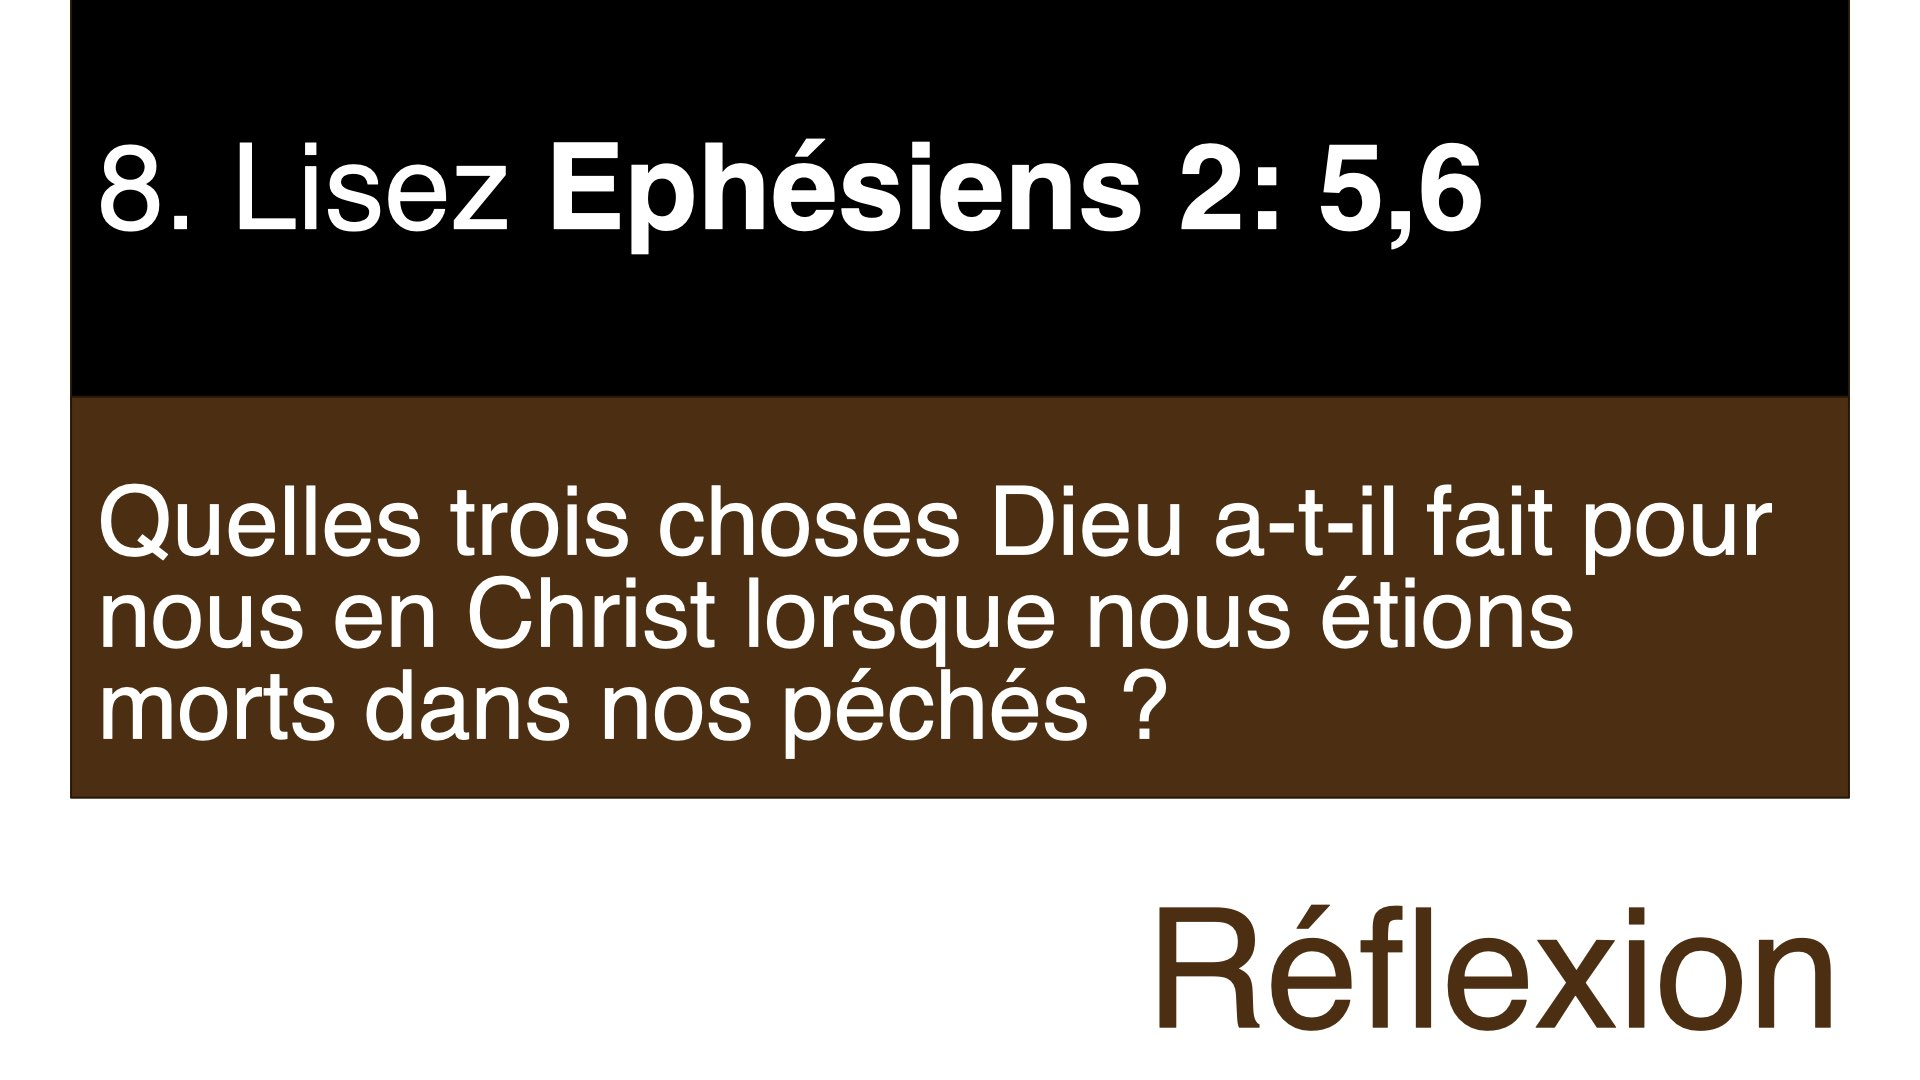 8. Lisez Ephésiens 2: 5,6
Quelles trois choses Dieu a-t-il fait pour
nous en Christ lorsque nous étions
morts dans nos péchés ?
Réflexion